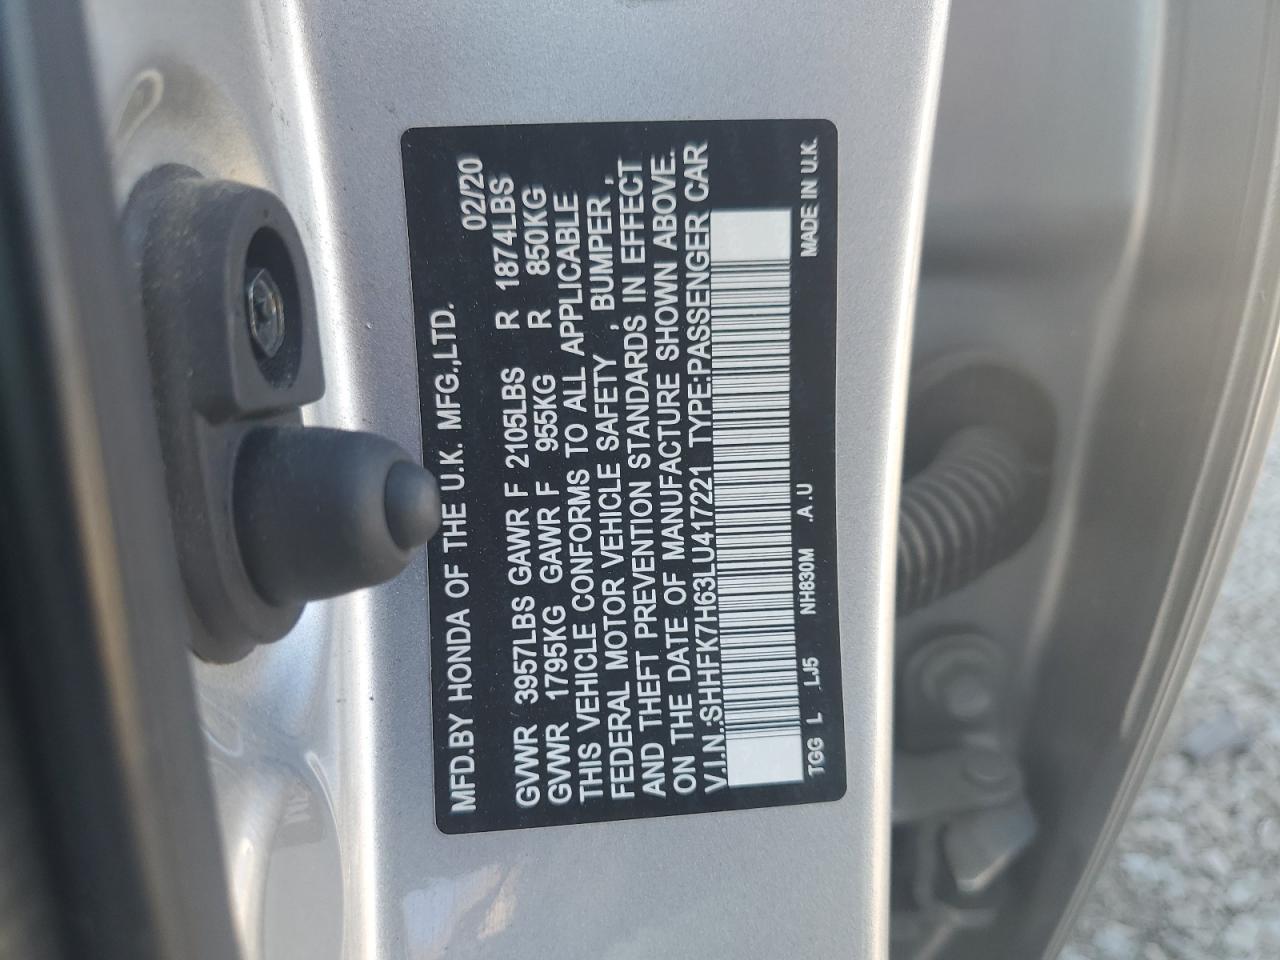 MFD.BY HONDA OF THE U.K. MFG.,LTD. 02/20
GVWR 3957LBS GAWR F 2105LBS R 1874LBS
GVWR 1795KG GAWR F 955KG R 850KG
THIS VEHICLE CONFORMS TO ALL APPLICABLE
FEDERAL MOTOR VEHICLE SAFETY , BUMPER ,
AND THEFT PREVENTION STANDARDS IN EFFECT
ON THE DATE OF MANUFACTURE SHOWN ABOVE.
V.I.N.:SHHFK7H63LU417221 TYPE:PASSENGER CAR
TGG L LJ5 NH830M A.U MADE IN U.K.